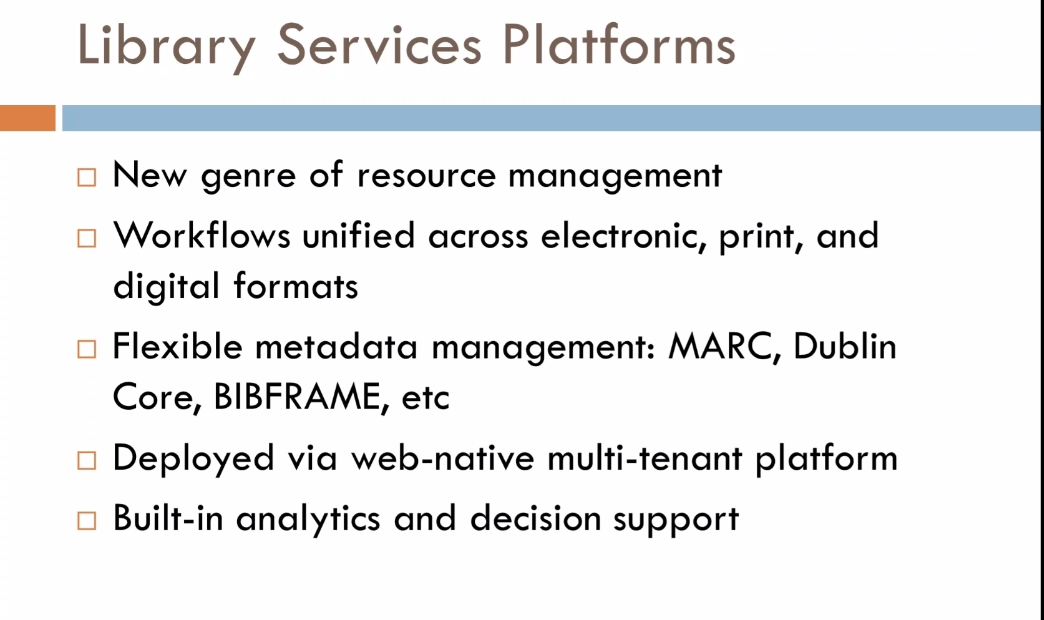 Library Services Platforms
New genre of resource management
Workflows unified across electronic, print, and
digital formats
Flexible metadata management: MARC, Dublin
Core, BIBFRAME, etc
Deployed via web-native multi-tenant platform
Built-in analytics and decision support